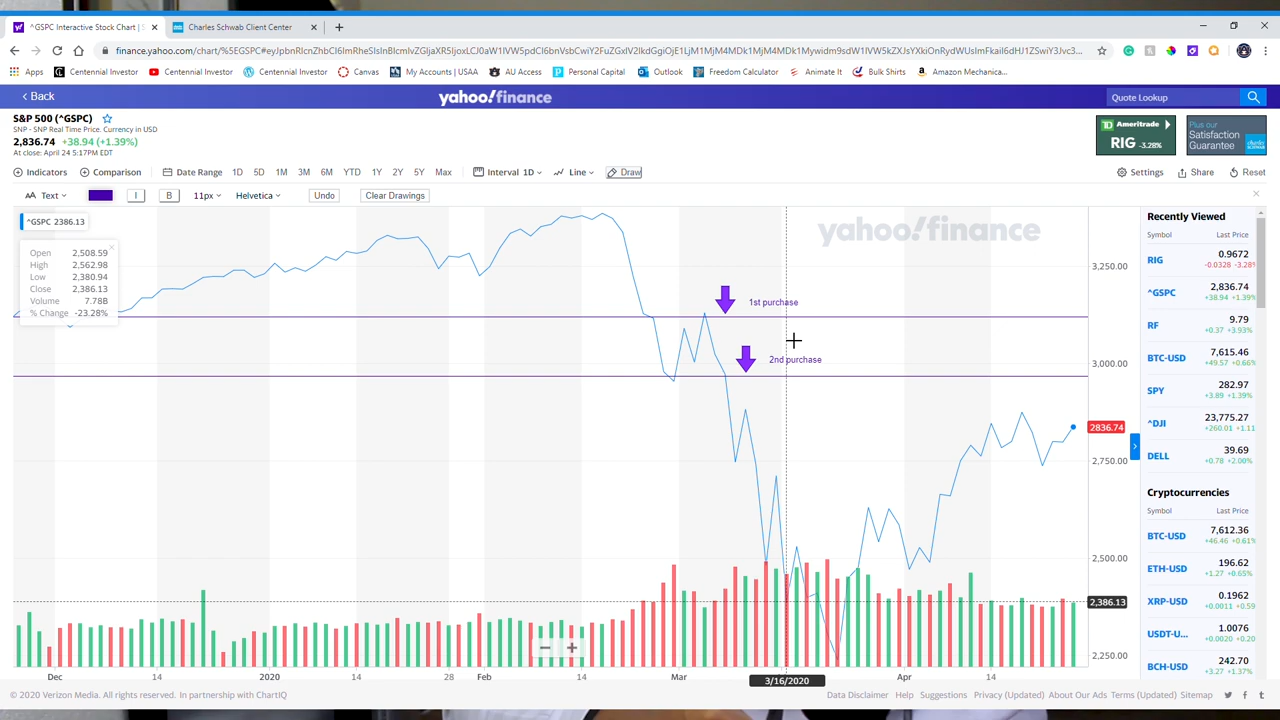 ^GSPC Interactive Stock Chart | S
Charles Schwab Client Center
Apps
Centennial Investor
Centennial Investor
Centennial Investor
Canvas
My Accounts | USAA
AU Access
Personal Capital
Outlook
Freedom Calculator
Animate It
Bulk Shirts
Amazon Mechanica...
Back
yahoo!finance
Quote Lookup
S&P 500 (^GSPC)
SNP - SNP Real Time Price. Currency in USD
2,836.74 +38.94 (+1.39%)
At close: April 24 5:17PM EDT
TD Ameritrade
RIG -3.28%
Plus our
Satisfaction
Guarantee
charles
SCHWAB
Indicators
Comparison
Date Range
1D 5D 1M 3M 6M YTD 1Y 2Y 5Y Max
Interval 1D
Line
Draw
Settings
Share
Reset
Text
I
B
11px
Helvetica
Undo
Clear Drawings
^GSPC 2386.13
Open 2,508.59
High 2,562.98
Low 2,380.94
Close 2,386.13
Volume 7.78B
% Change -23.28%
yahoo!finance
1st purchase
2nd purchase
3,250.00
3,000.00
2836.74
2,750.00
2,500.00
2,386.13
2,250.00
Dec 14 2020 14 28 Feb 14 Mar 3/16/2020 Apr 14
Recently Viewed
Symbol Last Price
RIG 0.9672
-0.0328 -3.28%
^GSPC 2,836.74
+38.94 +1.39%
RF 9.79
+0.37 +3.93%
BTC-USD 7,615.46
+49.57 +0.66%
SPY 282.97
+3.89 +1.39%
^DJI 23,775.27
+260.01 +1.11
DELL 39.69
+0.78 +2.00%
Cryptocurrencies
Symbol Last Price
BTC-USD 7,612.36
+46.46 +0.61%
ETH-USD 196.62
+1.27 +0.65%
XRP-USD 0.1962
+0.0011 +0.59
USDT-U... 1.0076
+0.0020 +0.20
BCH-USD 242.70
+3.27 +1.37%
© 2020 Verizon Media. All rights reserved. In partnership with ChartIQ
Data Disclaimer Help Suggestions Privacy (Updated) About Our Ads Terms (Updated) Sitemap